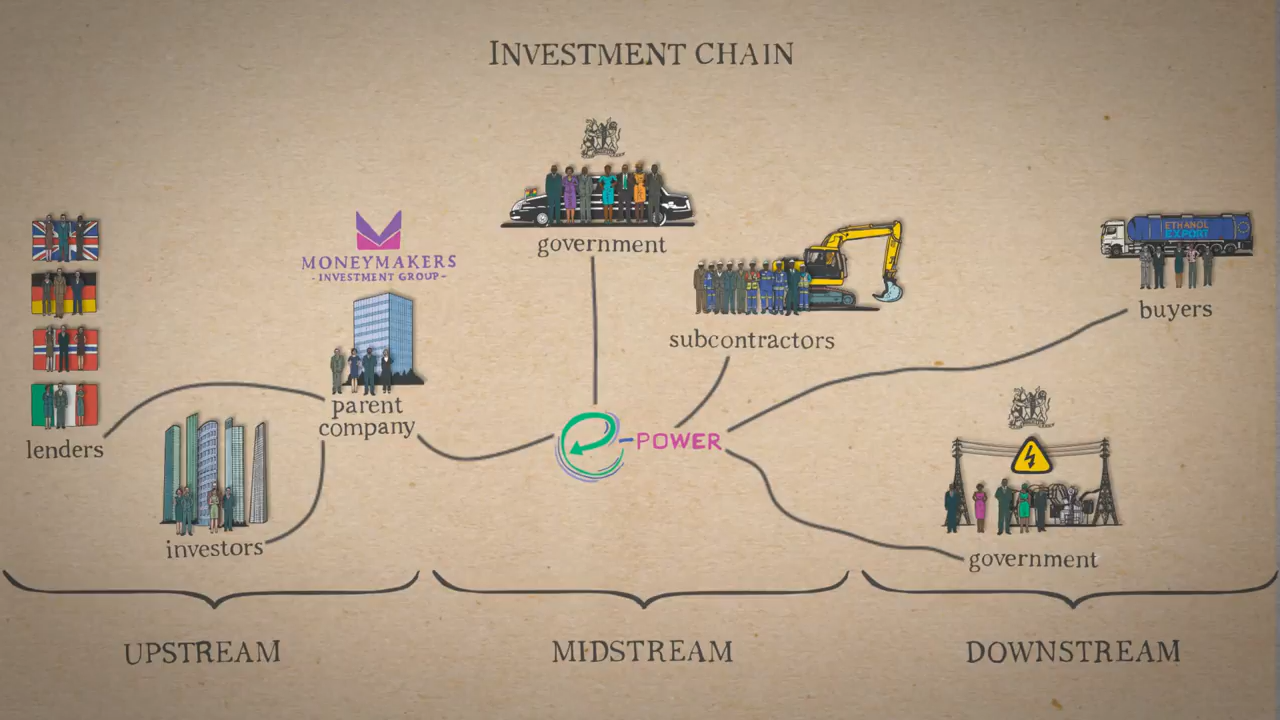 INVESTMENT CHAIN
MONEYMAKERS
- INVESTMENT GROUP -
government
subcontractors
ETHANOL
EXPORT
buyers
parent
company
lenders
e-POWER
investors
government
UPSTREAM
MIDSTREAM
DOWNSTREAM